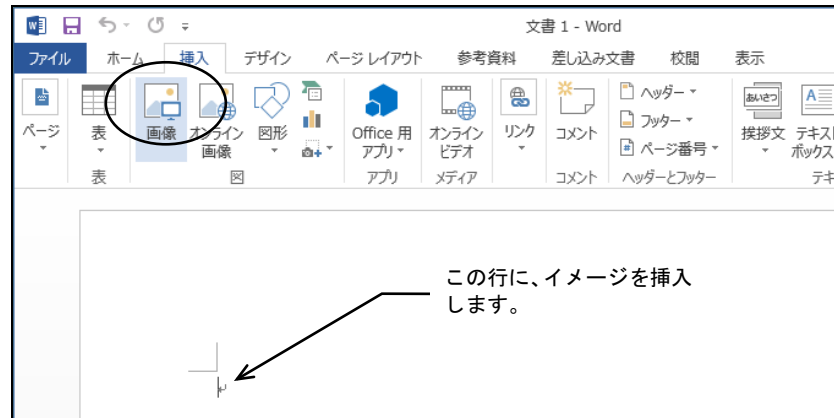 文書 1 - Word
ファイル ホーム 挿入 デザイン ページ レイアウト 参考資料 差し込み文書 校閲 表示
ページ
表
画像
オンライン
画像
図形
Office 用
アプリ
オンライン
ビデオ
リンク
コメント
ヘッダー
フッター
ページ番号
あいさつ
挨拶文
A
テキス
ボックス
表 図 アプリ メディア コメント ヘッダーとフッター テキ
この行に、イメージを挿入
します。